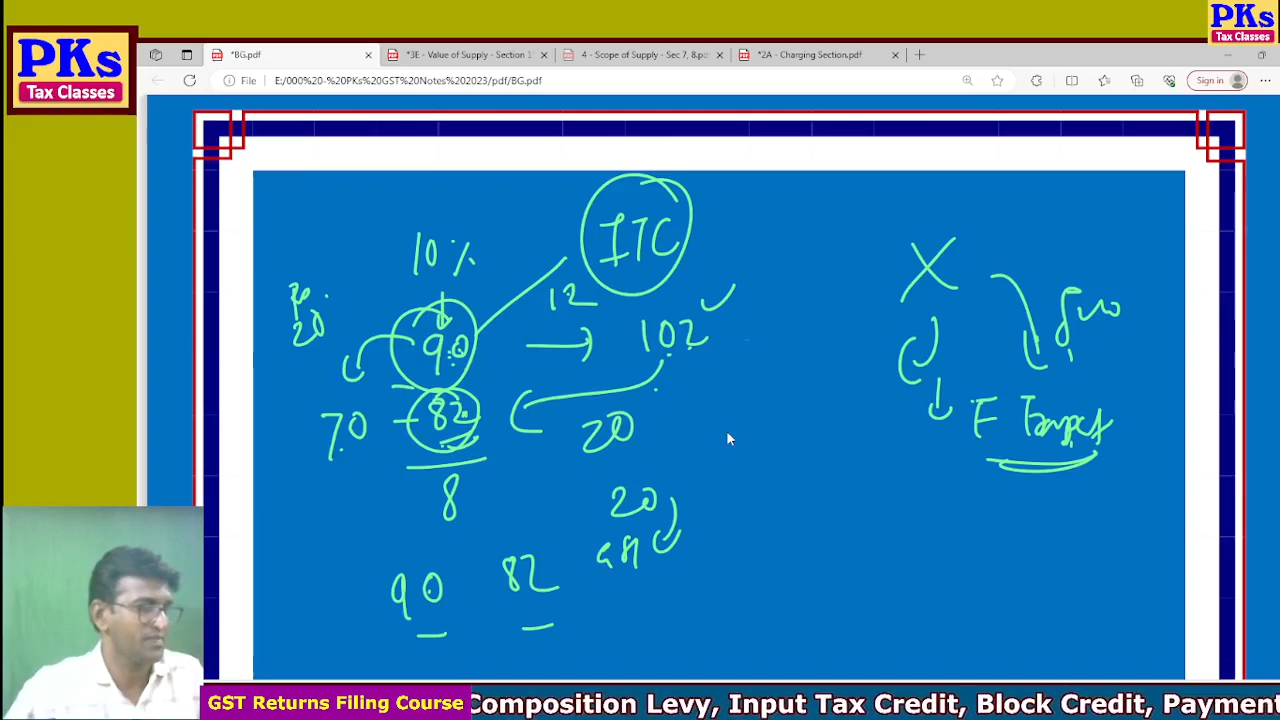 PKs
Tax Classes
PKs
Tax Classes
*BG.pdf
*3E - Value of Supply - Section 1
4 - Scope of Supply - Sec 7, 8.pd
*2A - Charging Section.pdf
File
E:/000%20-%20PKs%20GST%20Notes%202023/pdf/BG.pdf
Sign in
ITC
10 %
12
X
20
90
102
70
82
20
8
20
90
82
GST Returns Filing Course
Composition Levy, Input Tax Credit, Block Credit, Payment